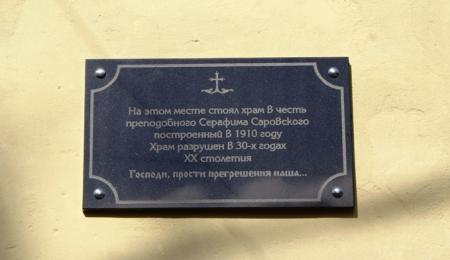 На этом месте стоял храм в честь
преподобного Серафима Саровского
построенный в 1910 году
Храм разрушен в 30-х годах
XX столетия
Господи, прости прегрешения наша...